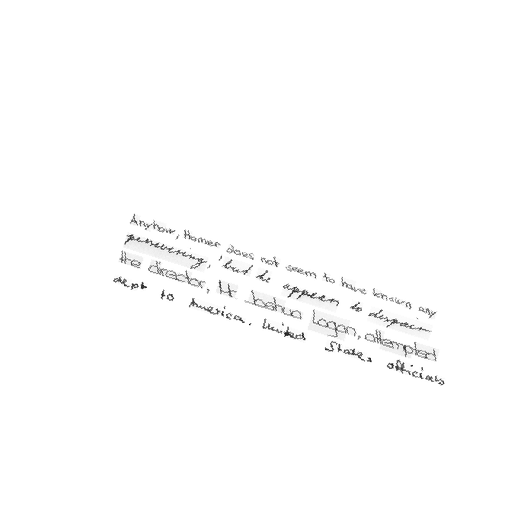 Anyhow, Homer does not seem to have known any
persevering, but he appears to despair
the director, Joshua Logan, attempted
dept to America. United States officials